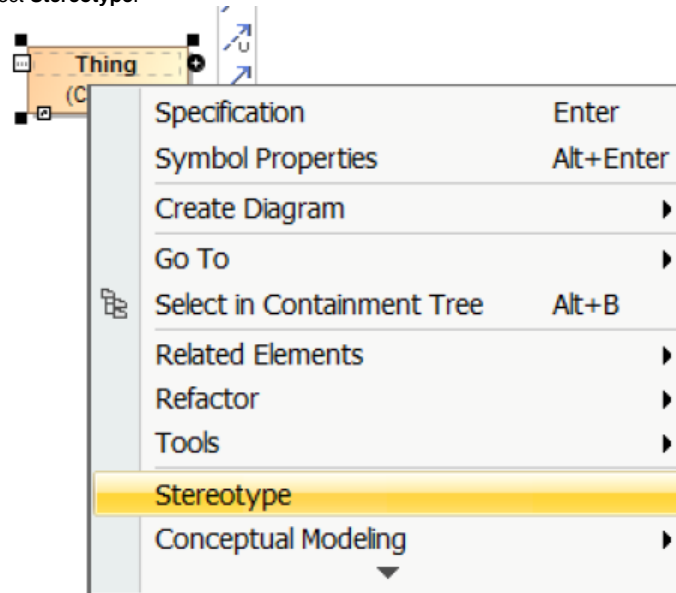 Stereotype.
Thing
(C
U
Specification Enter
Symbol Properties Alt+Enter
Create Diagram
Go To
Select in Containment Tree Alt+B
Related Elements
Refactor
Tools
Stereotype
Conceptual Modeling